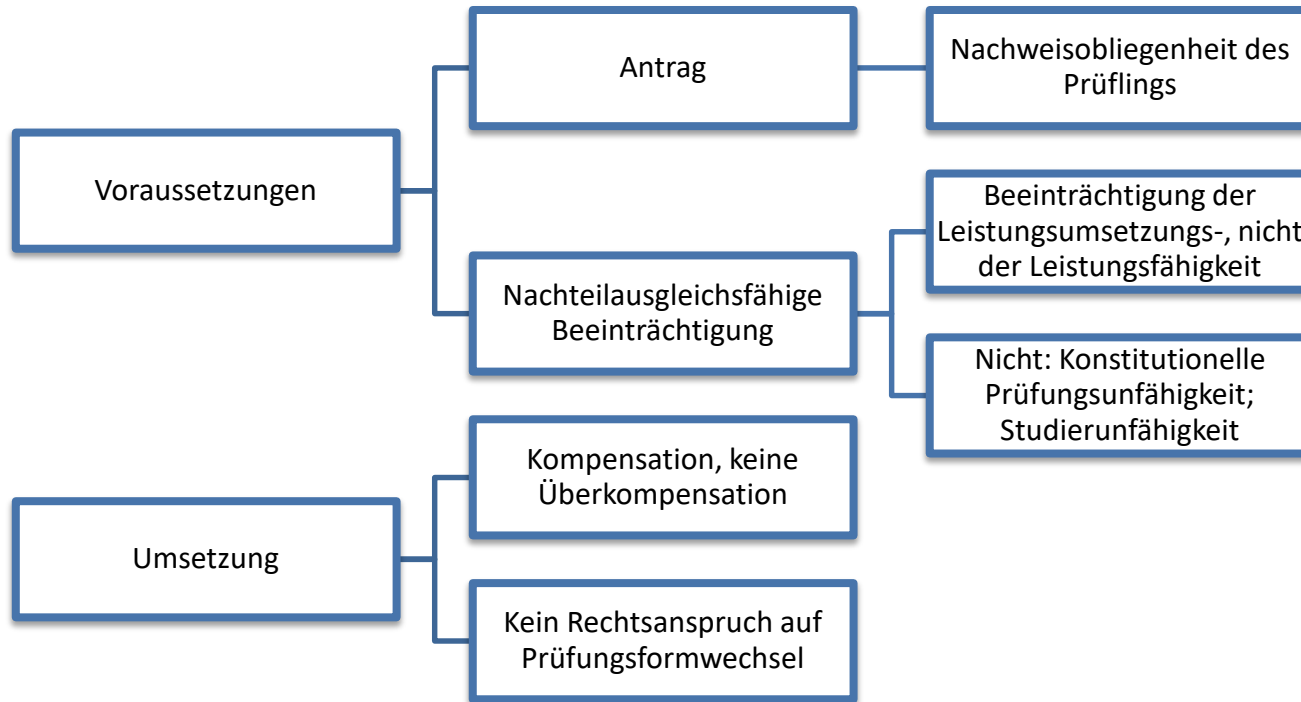 Voraussetzungen
Antrag
Nachweisobliegenheit des
Prüflings
Nachteilausgleichsfähige
Beeinträchtigung
Beeinträchtigung der
Leistungsumsetzungs-, nicht
der Leistungsfähigkeit
Nicht: Konstitutionelle
Prüfungsunfähigkeit;
Studierunfähigkeit
Umsetzung
Kompensation, keine
Überkompensation
Kein Rechtsanspruch auf
Prüfungsformwechsel